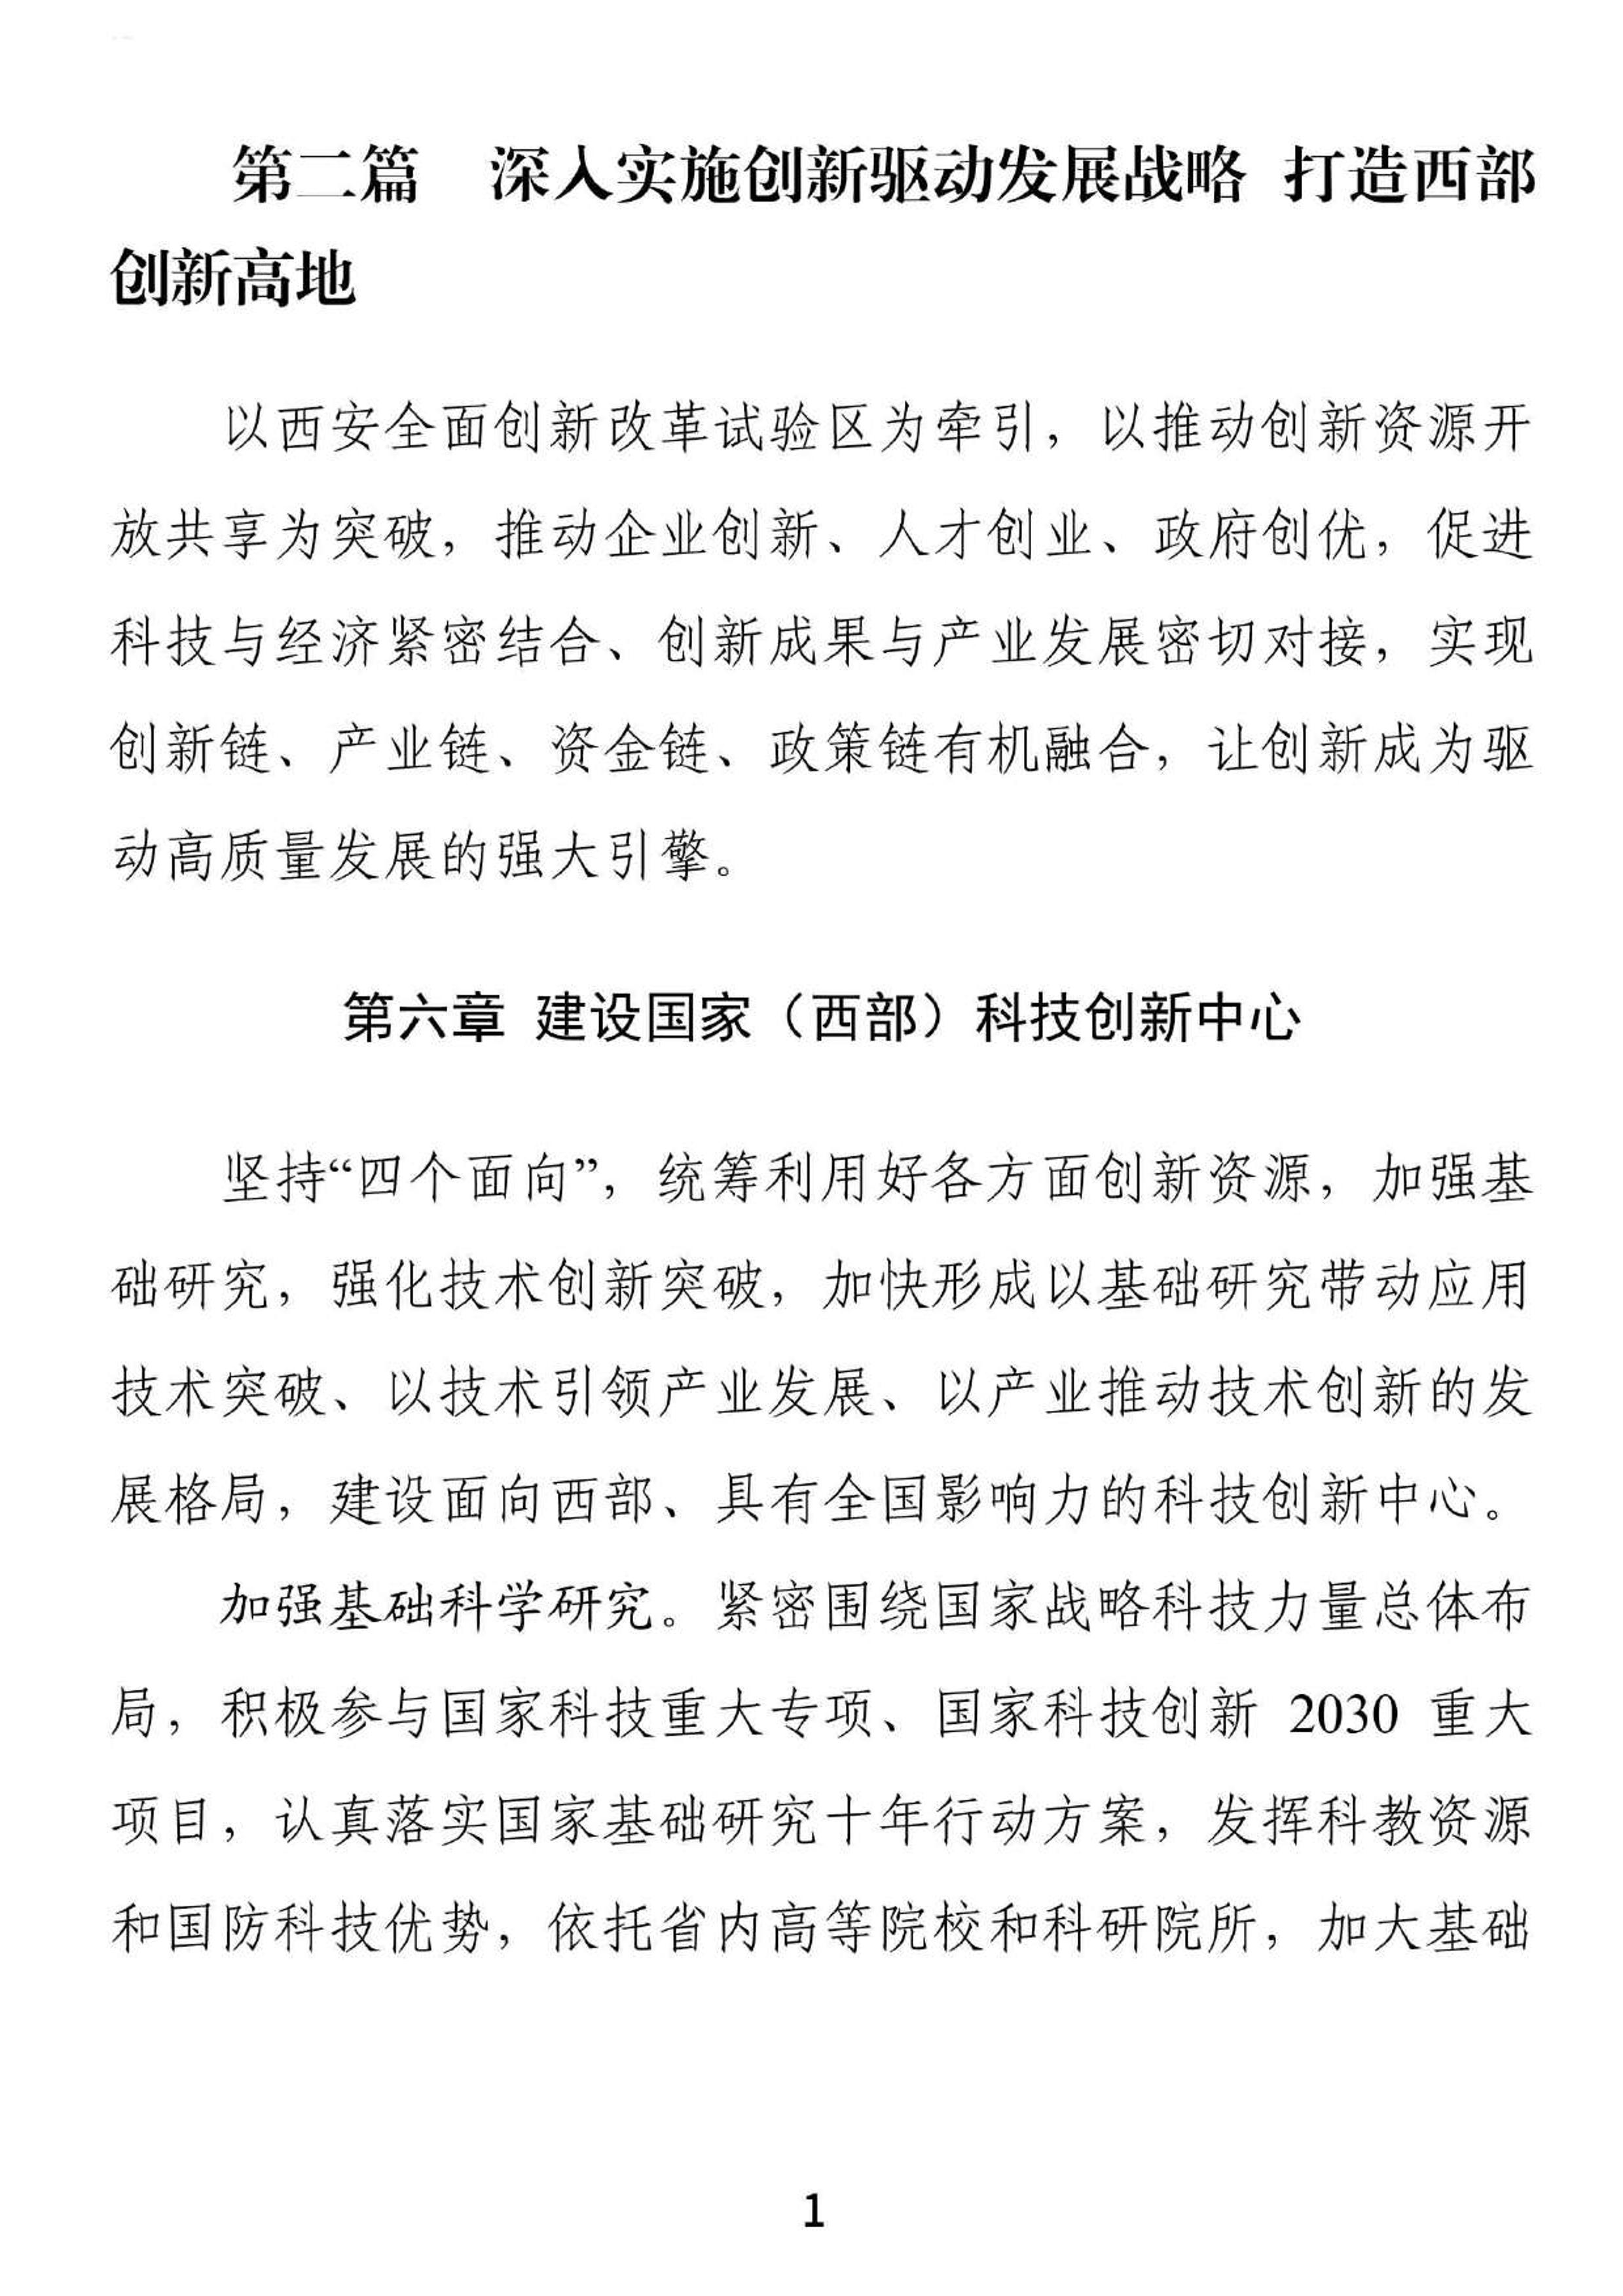 第二篇　深入实施创新驱动发展战略 打造西部
创新高地
以西安全面创新改革试验区为牵引，以推动创新资源开
放共享为突破，推动企业创新、人才创业、政府创优，促进
科技与经济紧密结合、创新成果与产业发展密切对接，实现
创新链、产业链、资金链、政策链有机融合，让创新成为驱
动高质量发展的强大引擎。
第六章 建设国家（西部）科技创新中心
坚持“四个面向”，统筹利用好各方面创新资源，加强基
础研究，强化技术创新突破，加快形成以基础研究带动应用
技术突破、以技术引领产业发展、以产业推动技术创新的发
展格局，建设面向西部、具有全国影响力的科技创新中心。
加强基础科学研究。紧密围绕国家战略科技力量总体布
局，积极参与国家科技重大专项、国家科技创新 2030 重大
项目，认真落实国家基础研究十年行动方案，发挥科教资源
和国防科技优势，依托省内高等院校和科研院所，加大基础
1